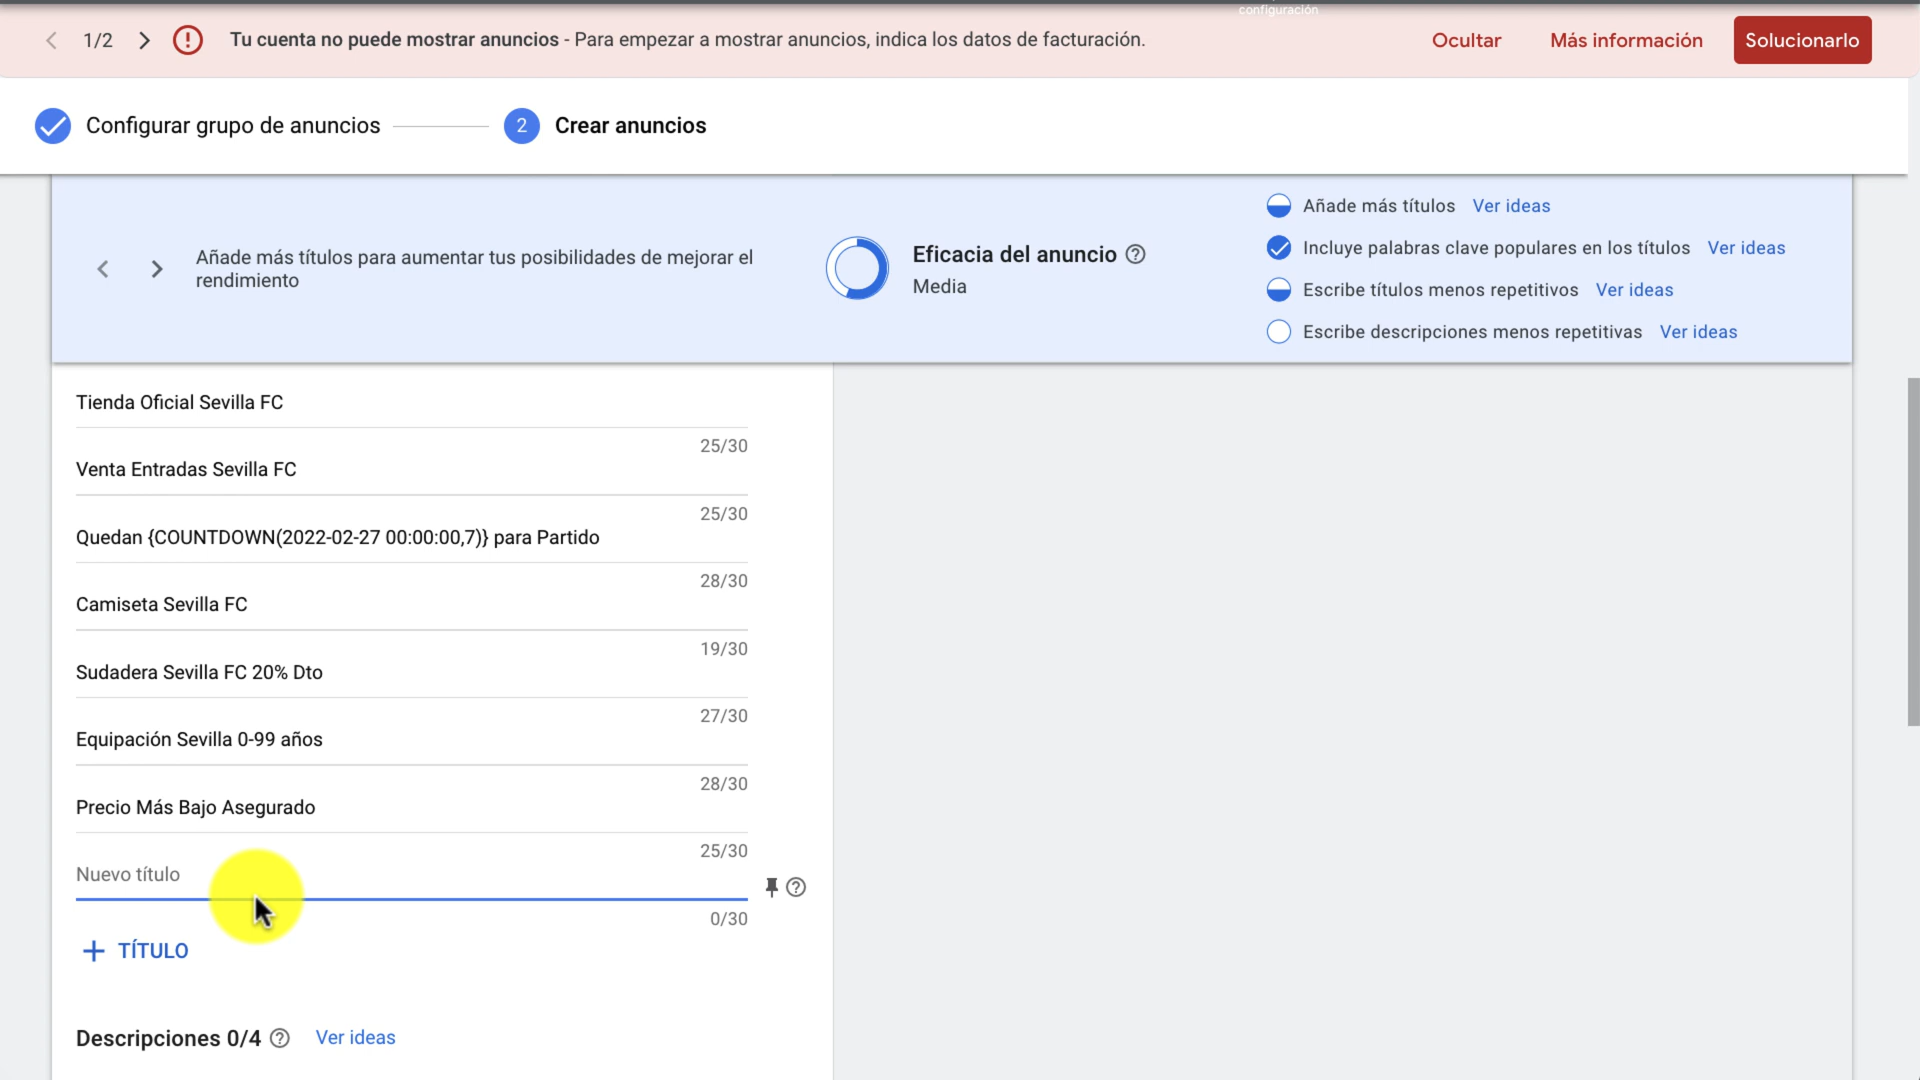 configuración
1/2
Tu cuenta no puede mostrar anuncios - Para empezar a mostrar anuncios, indica los datos de facturación.
Ocultar
Más información
Solucionarlo
Configurar grupo de anuncios
2
Crear anuncios
Añade más títulos para aumentar tus posibilidades de mejorar el
rendimiento
Eficacia del anuncio
Media
Añade más títulos Ver ideas
Incluye palabras clave populares en los títulos Ver ideas
Escribe títulos menos repetitivos Ver ideas
Escribe descripciones menos repetitivas Ver ideas
Tienda Oficial Sevilla FC
25/30
Venta Entradas Sevilla FC
25/30
Quedan {COUNTDOWN(2022-02-27 00:00:00,7)} para Partido
28/30
Camiseta Sevilla FC
19/30
Sudadera Sevilla FC 20% Dto
27/30
Equipación Sevilla 0-99 años
28/30
Precio Más Bajo Asegurado
25/30
Nuevo título
0/30
+ TÍTULO
Descripciones 0/4
Ver ideas